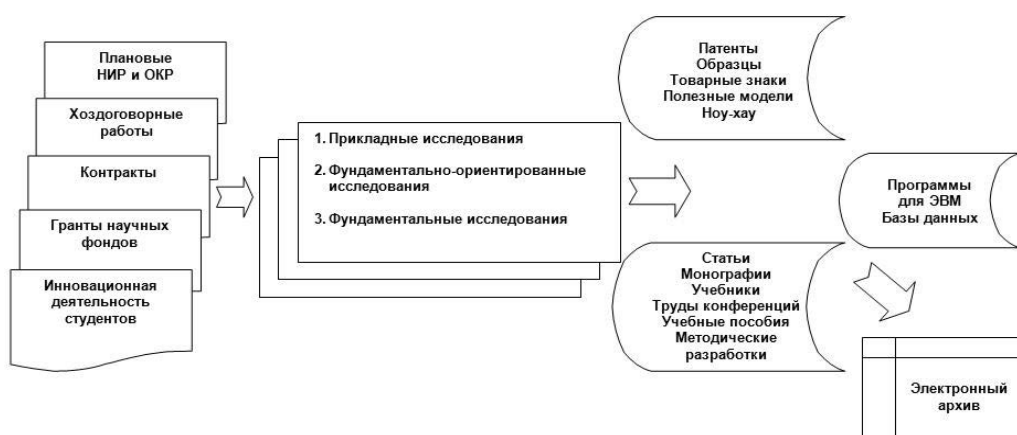 Плановые
НИР и ОКР
Хоздоговорные
работы
Контракты
Гранты научных
фондов
Инновационная
деятельность
студентов
1. Прикладные исследования
2. Фундаментально-ориентированные
исследования
3. Фундаментальные исследования
Патенты
Образцы
Товарные знаки
Полезные модели
Ноу-хау
Программы
для ЭВМ
Базы данных
Статьи
Монографии
Учебники
Труды конференций
Учебные пособия
Методические
разработки
Электронный
архив